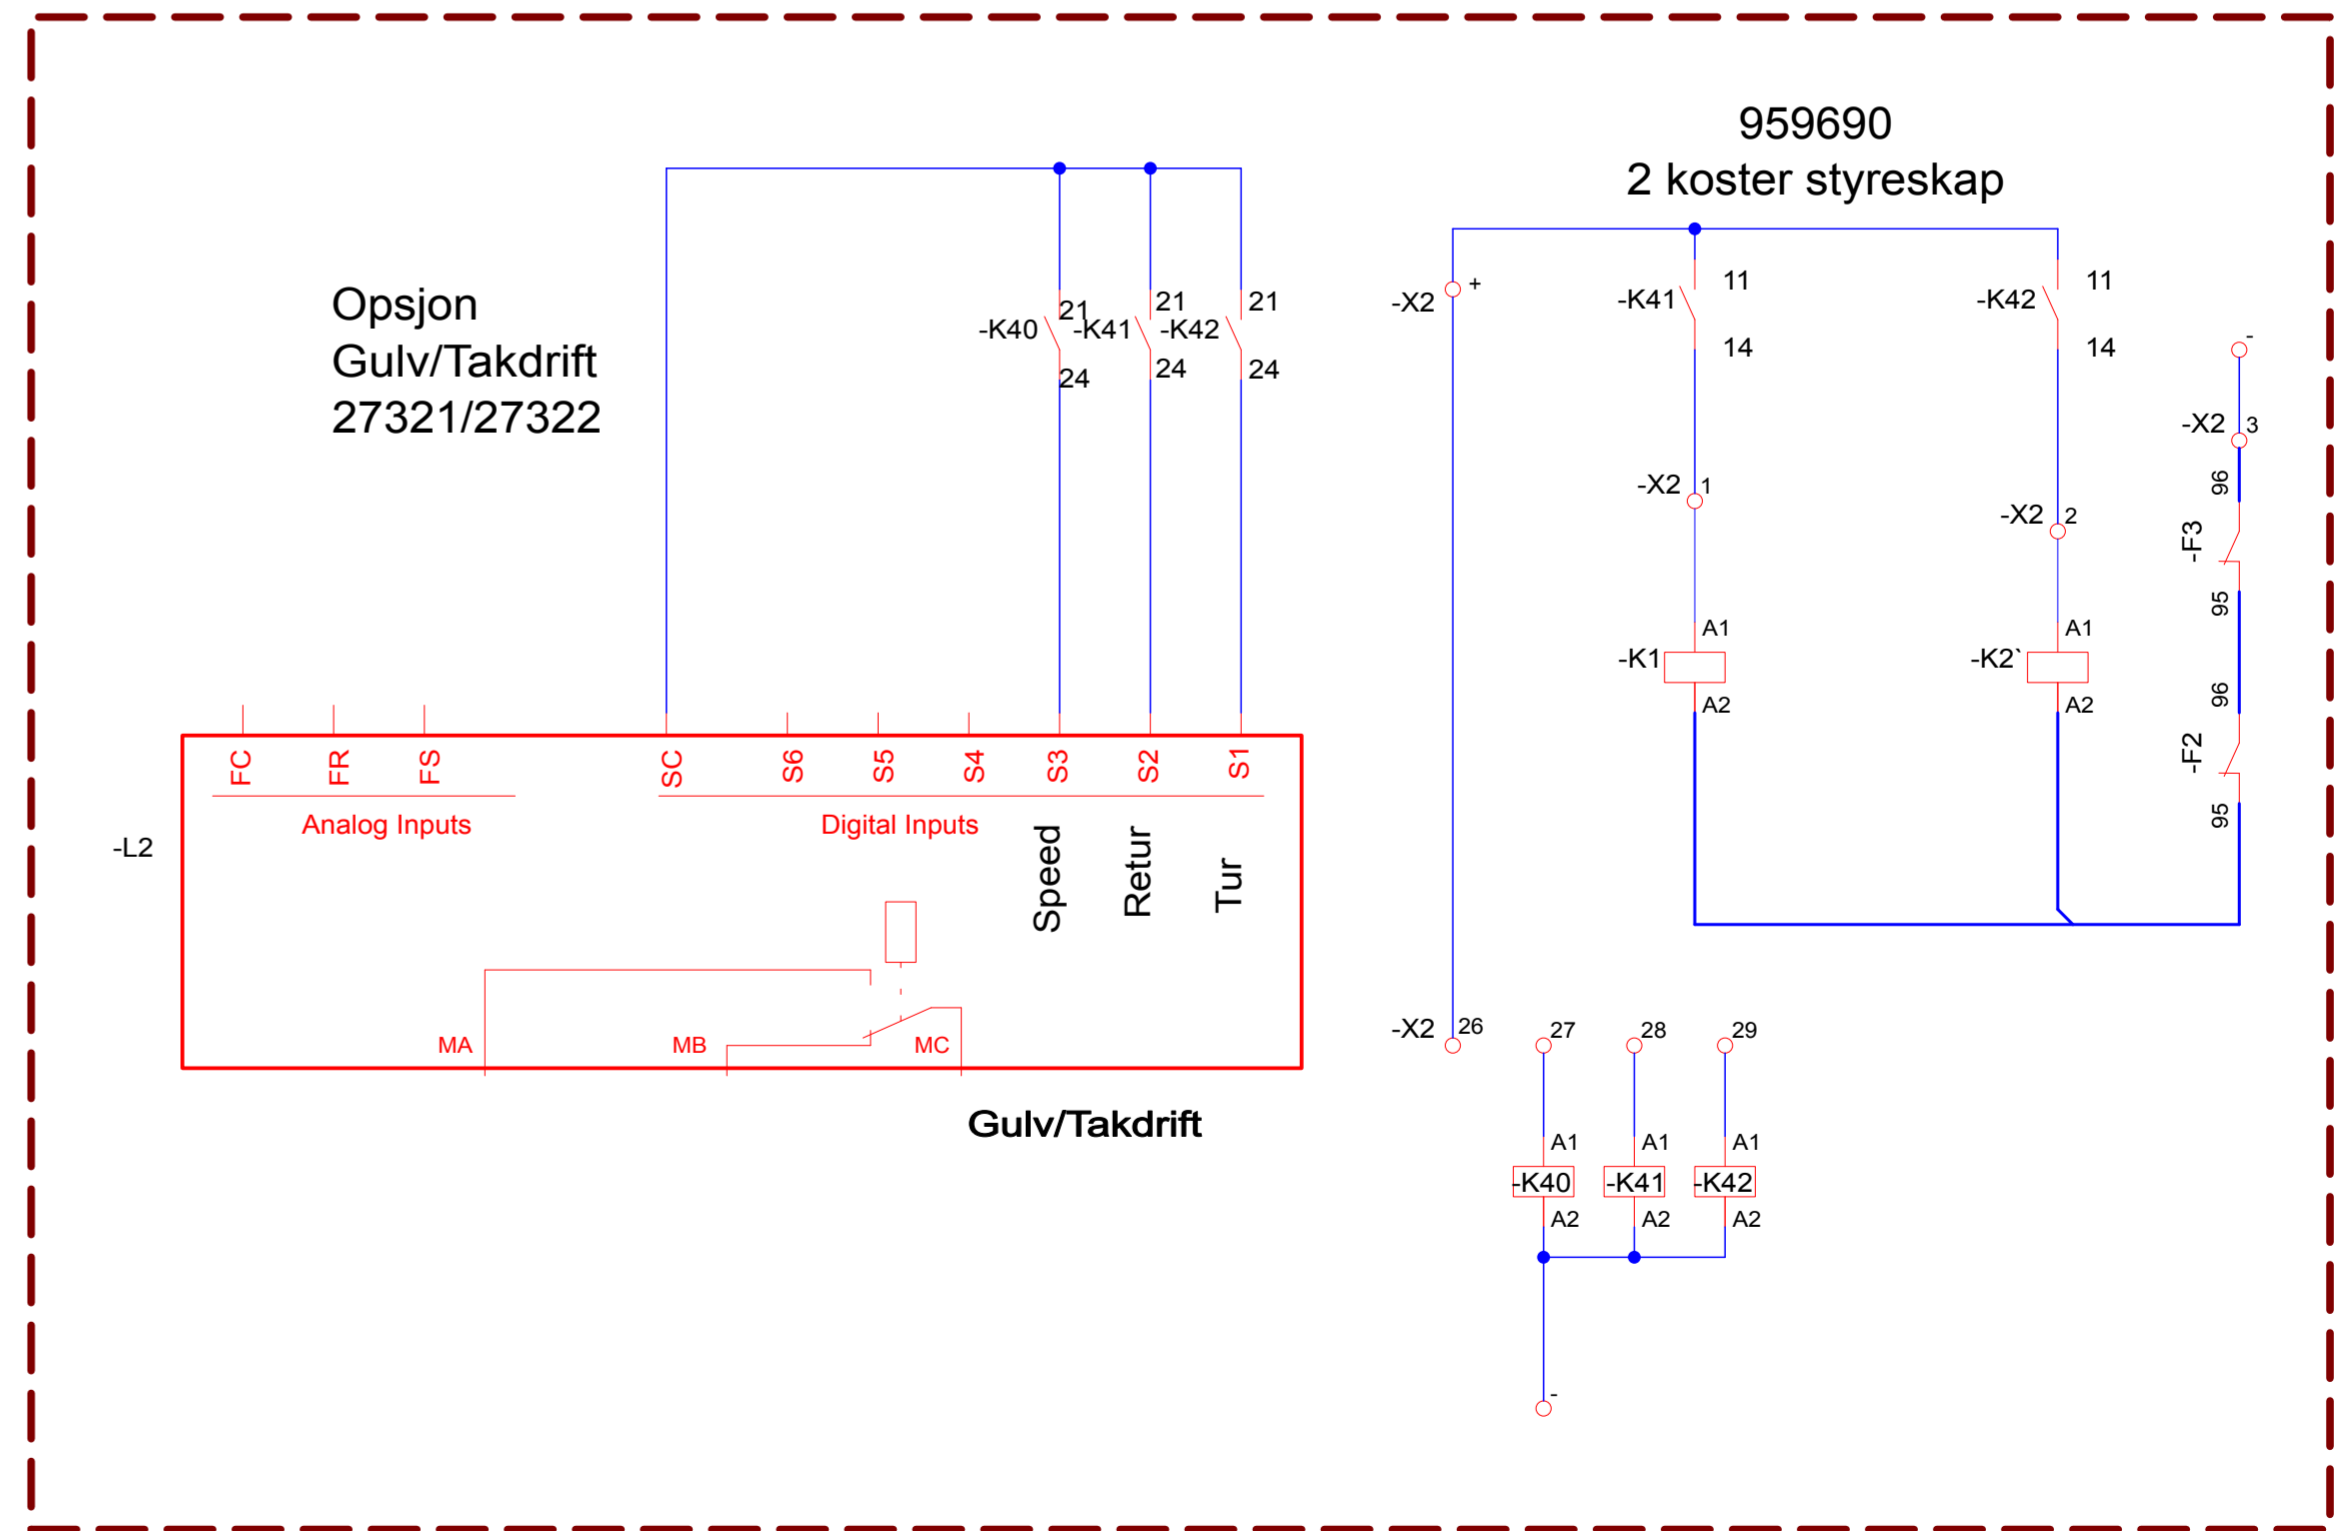 959690
2 koster styreskap
Opsjon
Gulv/Takdrift
27321/27322
-K40
21
24
-K41
21
24
-K42
21
24
-X2
+
-K41
11
14
-K42
11
14
-
-X2
3
96
-F3
95
96
-F2
95
-X2
1
-X2
2
-K1
A1
A2
-K2`
A1
A2
-L2
FC
FR
FS
Analog Inputs
SC
S6
S5
S4
S3
S2
S1
Digital Inputs
Speed
Retur
Tur
MA
MB
MC
Gulv/Takdrift
-X2
26
27
28
29
A1
-K40
A2
A1
-K41
A2
A1
-K42
A2
-